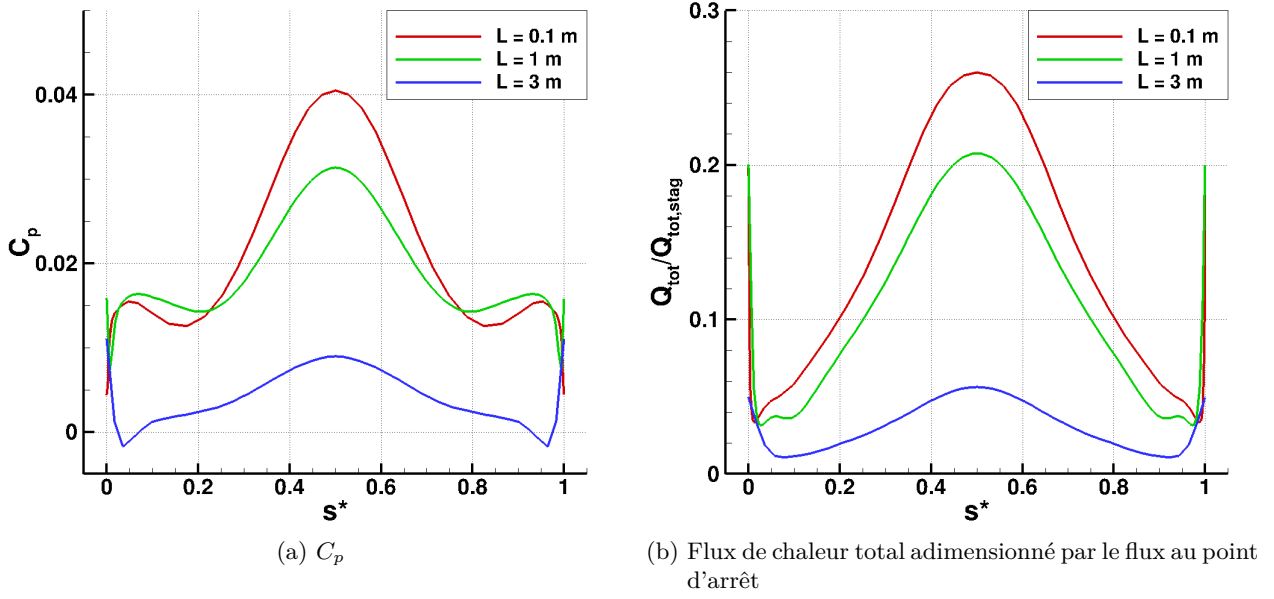 L = 0.1 m
L = 1 m
L = 3 m
0.04
0.02
0
C_p
0 0.2 0.4 0.6 0.8 1
s*
(a) C_p
L = 0.1 m
L = 1 m
L = 3 m
0.3
0.2
0.1
0
Q_tot/Q_tot,stag
0 0.2 0.4 0.6 0.8 1
s*
(b) Flux de chaleur total adimensionné par le flux au point
d'arrêt